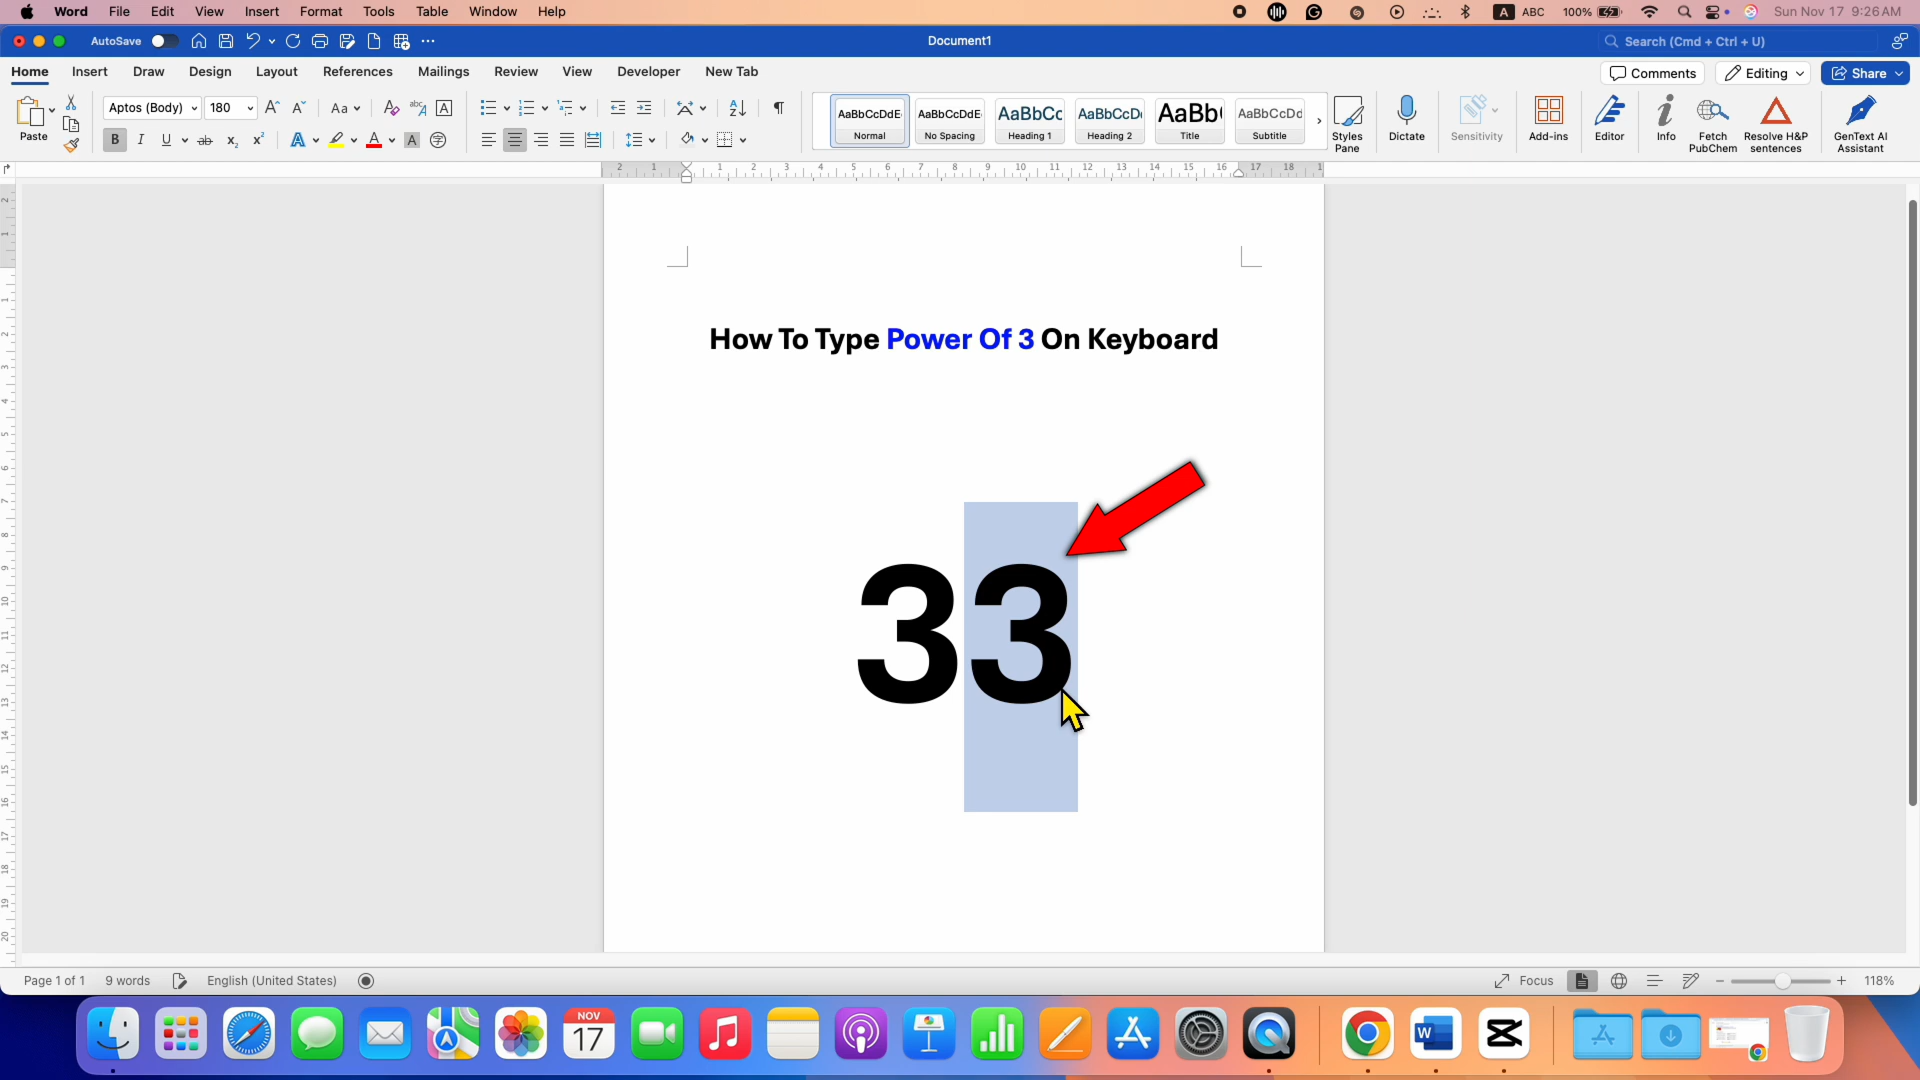 Word File Edit View Insert Format Tools Table Window Help
A ABC 100% Sun Nov 17 9:26 AM
AutoSave
Document1
Search (Cmd + Ctrl + U)
Home Insert Draw Design Layout References Mailings Review View Developer New Tab
Comments Editing Share
Paste
Aptos (Body) 180
AaBbCcDdE
Normal
AaBbCcDdE
No Spacing
AaBbCc
Heading 1
AaBbCcD
Heading 2
AaBb
Title
AaBbCcDd
Subtitle
Styles
Pane
Dictate
Sensitivity
Add-ins
Editor
Info
Fetch
PubChem
Resolve H&P
sentences
GenText AI
Assistant
How To Type Power Of 3 On Keyboard
33
Page 1 of 1 9 words English (United States)
Focus 118%
NOV
17